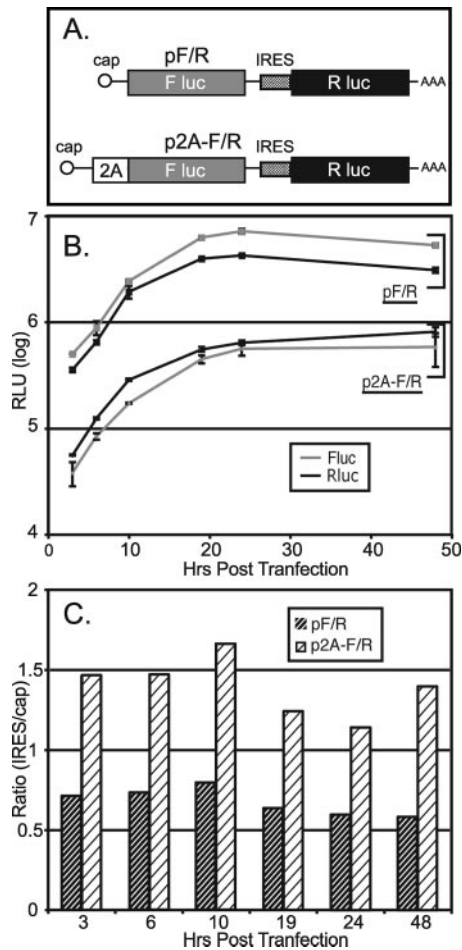 A.
pF/R
cap
IRES
F luc
R luc
AAA
p2A-F/R
cap
IRES
2A
F luc
R luc
AAA
B.
7
6
5
4
RLU (log)
pF/R
p2A-F/R
Fluc
Rluc
0 10 20 30 40 50
Hrs Post Tranfection
C.
2
1.5
1
0.5
0
Ratio (IRES/cap)
pF/R
p2A-F/R
3 6 10 19 24 48
Hrs Post Tranfection